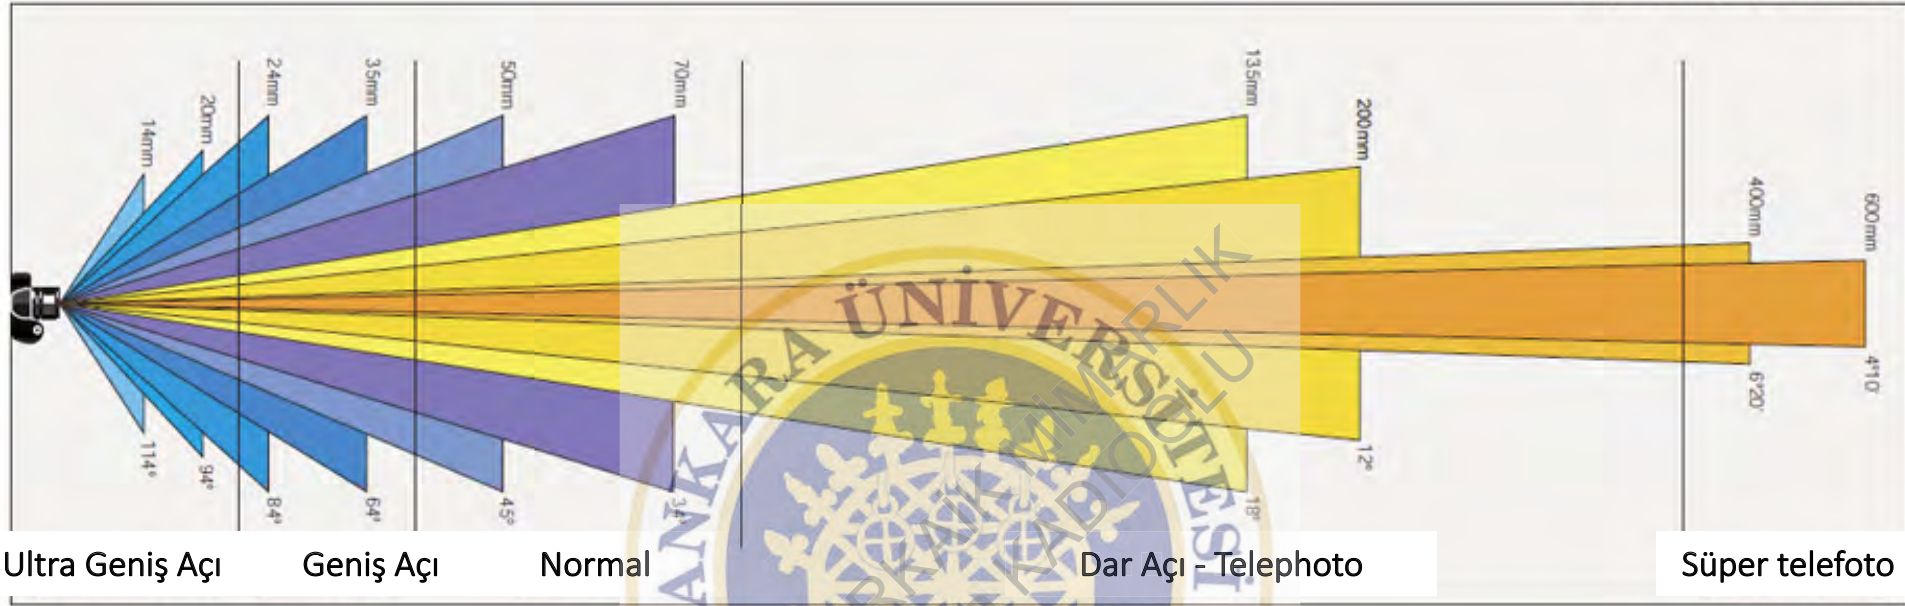 14mm
20mm
24mm
35mm
50mm
70mm
135mm
200mm
400mm
600mm
114°
94°
84°
64°
45°
34°
18°
12°
6°20'
4°10'
ANKARA ÜNİVERSİTESİ
KADIOĞLU
Ultra Geniş Açı
Geniş Açı
Normal
Dar Açı - Telephoto
Süper telefoto